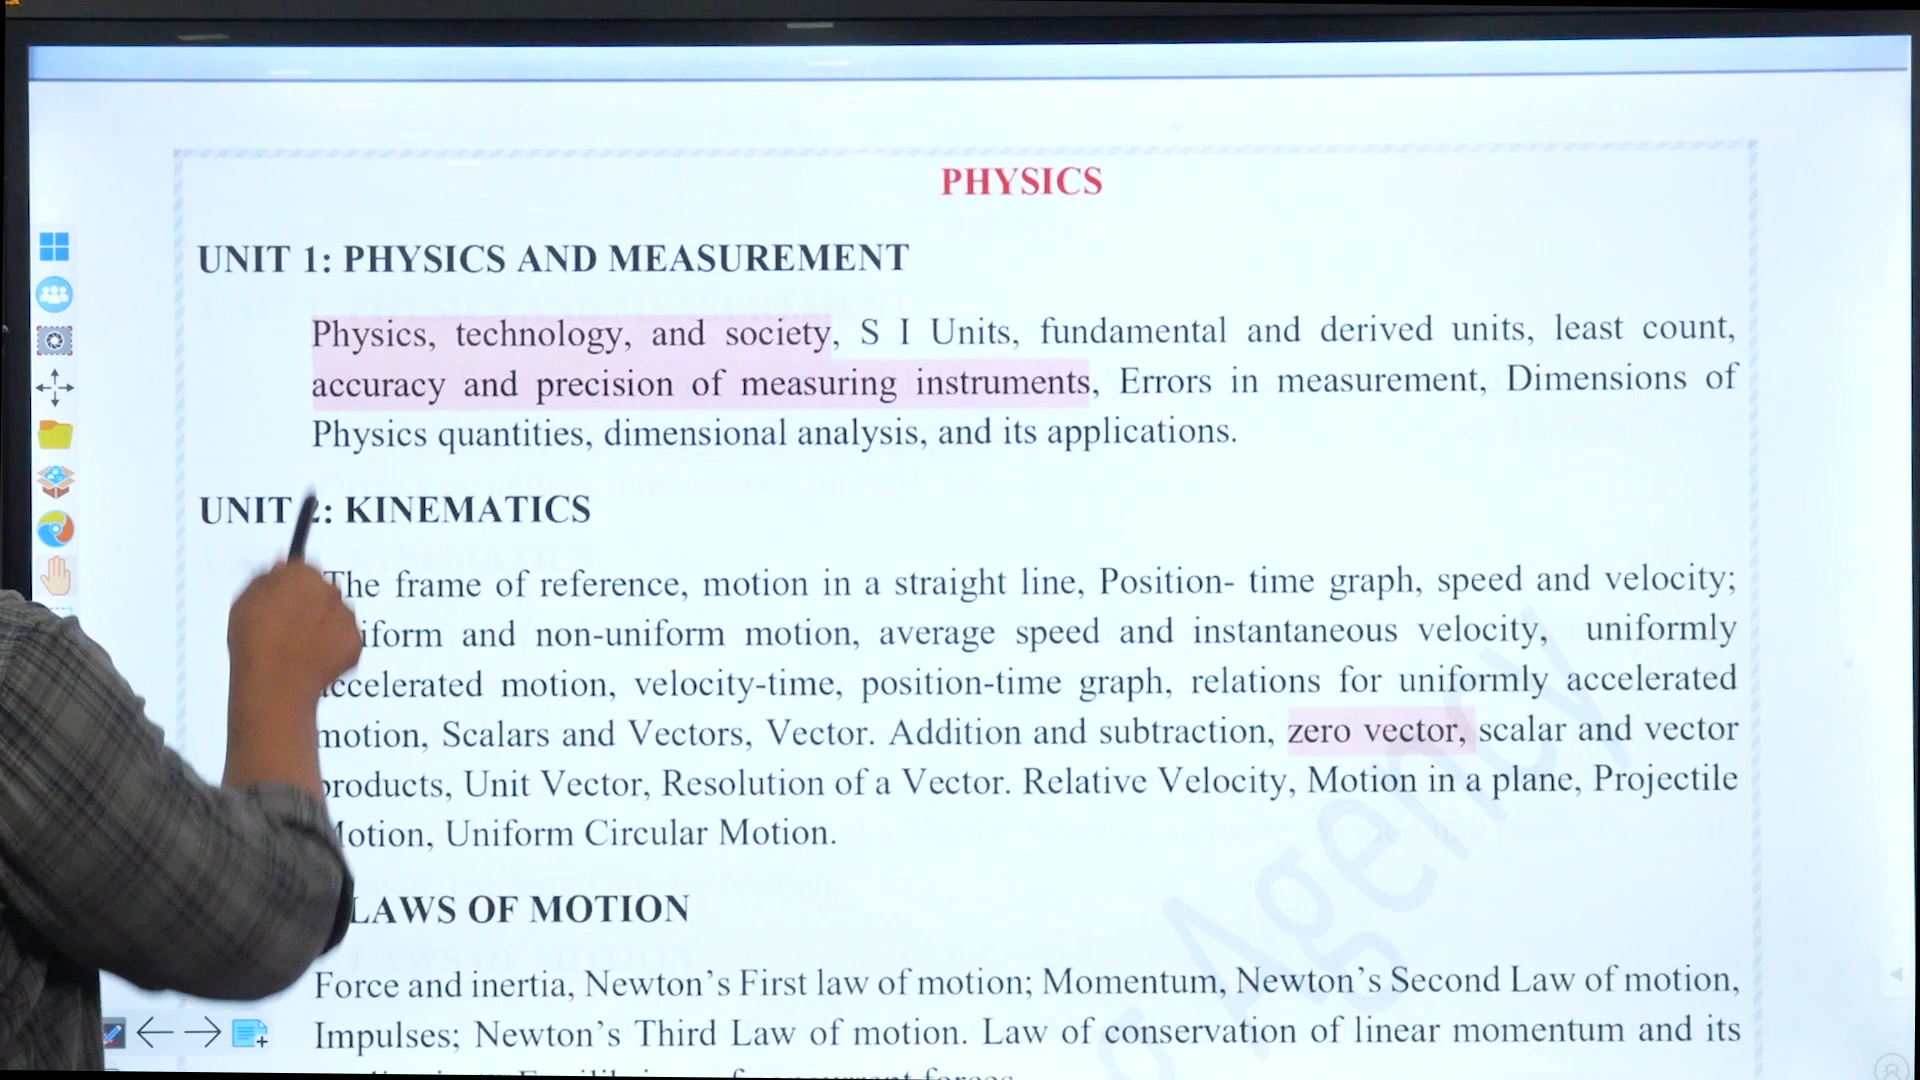 PHYSICS
UNIT 1: PHYSICS AND MEASUREMENT
Physics, technology, and society, S I Units, fundamental and derived units, least count,
accuracy and precision of measuring instruments, Errors in measurement, Dimensions of
Physics quantities, dimensional analysis, and its applications.
UNIT 2: KINEMATICS
The frame of reference, motion in a straight line, Position- time graph, speed and velocity;
iform and non-uniform motion, average speed and instantaneous velocity, uniformly
ccelerated motion, velocity-time, position-time graph, relations for uniformly accelerated
motion, Scalars and Vectors, Vector. Addition and subtraction, zero vector, scalar and vector
products, Unit Vector, Resolution of a Vector. Relative Velocity, Motion in a plane, Projectile
Motion, Uniform Circular Motion.
LAWS OF MOTION
Force and inertia, Newton’s First law of motion; Momentum, Newton’s Second Law of motion,
Impulses; Newton’s Third Law of motion. Law of conservation of linear momentum and its
Agency